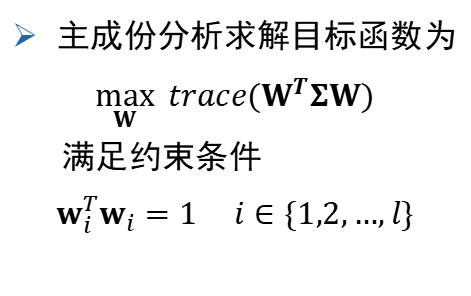 ➢ 主成份分析求解目标函数为
max trace(𝐖ᵀ𝚺𝐖)
𝐖
满足约束条件
𝐰ᵢᵀ𝐰ᵢ = 1 i ∈ {1,2, …, l}